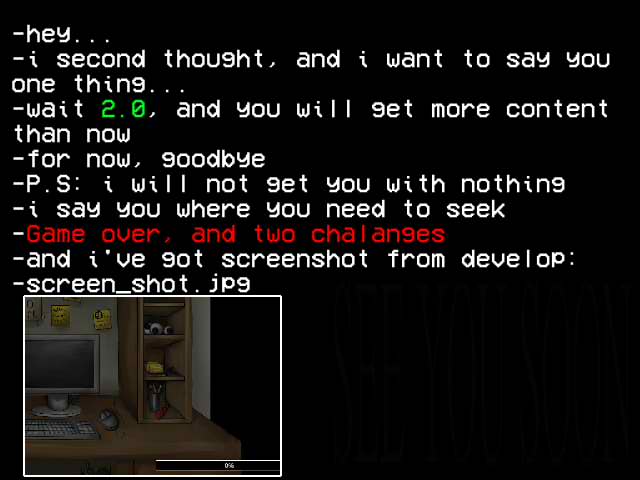 -hey...
-i second thought, and i want to say you
one thing...
-wait 2.0, and you will get more content
than now
-for now, goodbye
-P.S: i will not get you with nothing
-i say you where you need to seek
-Game over, and two chalanges
-and i've got screenshot from develop:
-screen_shot.jpg
SEE YOU SOON
0%